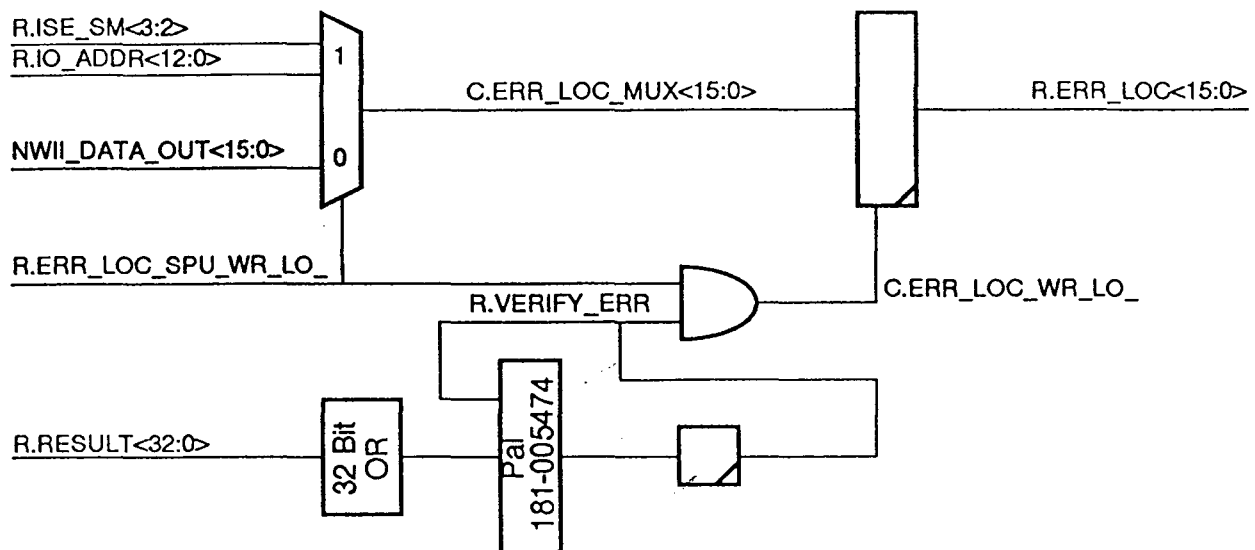 R.ISE_SM<3:2>
R.IO_ADDR<12:0>
1
C.ERR_LOC_MUX<15:0>
R.ERR_LOC<15:0>
NWII_DATA_OUT<15:0>
0
R.ERR_LOC_SPU_WR_LO_
R.VERIFY_ERR
C.ERR_LOC_WR_LO_
R.RESULT<32:0>
32 Bit
OR
Pal
181-005474